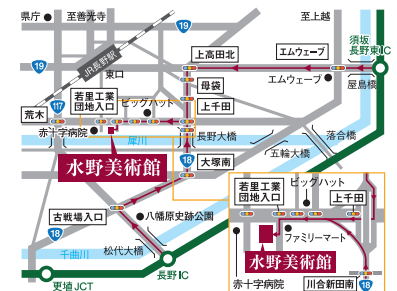 県庁
至善光寺
19
至上越
須坂
長野東IC
上高田北
エムウェーブ
JR長野駅
19
東口
母袋
エムウェーブ
屋島橋
若里工業
団地入口
ビッグハット
上千田
117
荒木
赤十字病院
長野大橋
落合橋
犀川
五輪大橋
水野美術館
18
大塚南
古戦場入口
八幡原史跡公園
18
松代大橋
千曲川
長野IC
更埴JCT
若里工業
団地入口
ビッグハット
上千田
ファミリーマート
水野美術館
赤十字病院
川合新田南
18